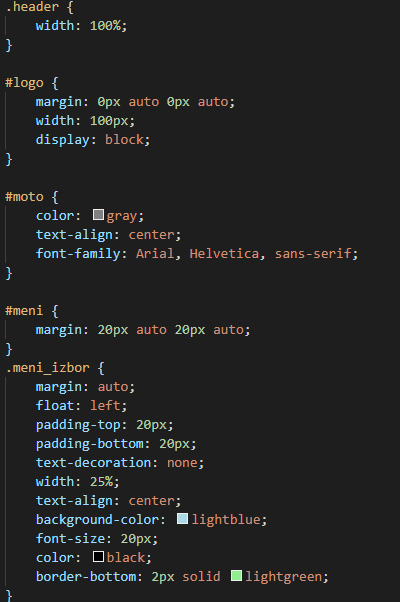 .header {
    width: 100%;
}

#logo {
    margin: 0px auto 0px auto;
    width: 100px;
    display: block;
}

#moto {
    color: gray;
    text-align: center;
    font-family: Arial, Helvetica, sans-serif;
}

#meni {
    margin: 20px auto 20px auto;
}
.meni_izbor {
    margin: auto;
    float: left;
    padding-top: 20px;
    padding-bottom: 20px;
    text-decoration: none;
    width: 25%;
    text-align: center;
    background-color: lightblue;
    font-size: 20px;
    color: black;
    border-bottom: 2px solid lightgreen;
}